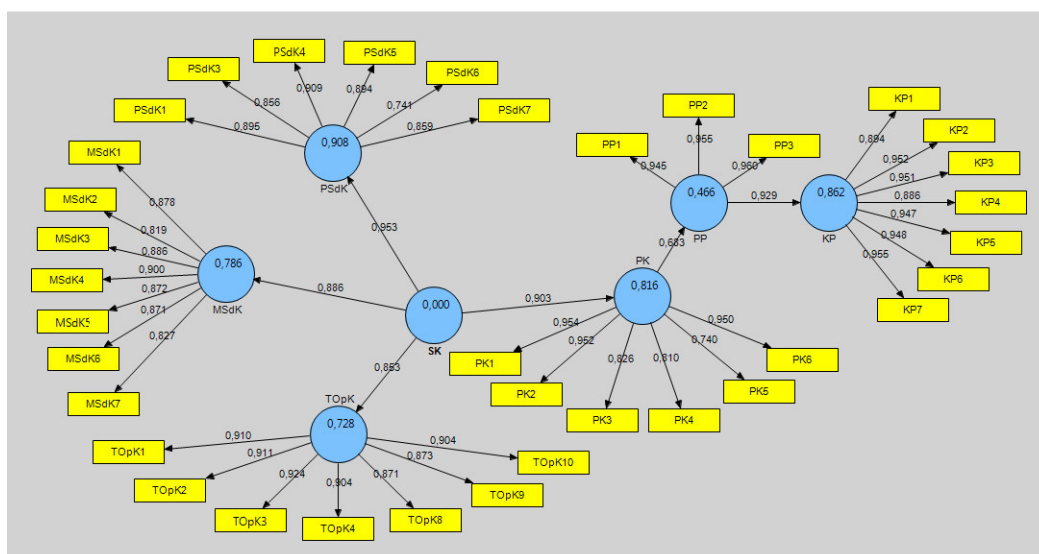 PSdK4
PSdK5
PSdK3
PSdK6
PSdK1
PSdK7
0,895
0,856
0,909
0,894
0,741
0,859
0,908
PSdK
MSdK1
MSdK2
MSdK3
MSdK4
MSdK5
MSdK6
MSdK7
0,878
0,819
0,886
0,900
0,872
0,871
0,827
0,786
MSdK
0,953
0,886
0,903
0,853
0,000
SK
PP1
PP2
PP3
0,945
0,955
0,960
0,466
PP
0,929
0,683
KP1
KP2
KP3
KP4
KP5
KP6
KP7
0,894
0,952
0,951
0,886
0,947
0,948
0,955
0,862
KP
PK
0,816
0,954
0,952
0,826
0,810
0,740
0,950
PK1
PK2
PK3
PK4
PK5
PK6
TOpK
0,728
0,910
0,911
0,924
0,904
0,871
0,873
0,904
TOpK1
TOpK2
TOpK3
TOpK4
TOpK8
TOpK9
TOpK10